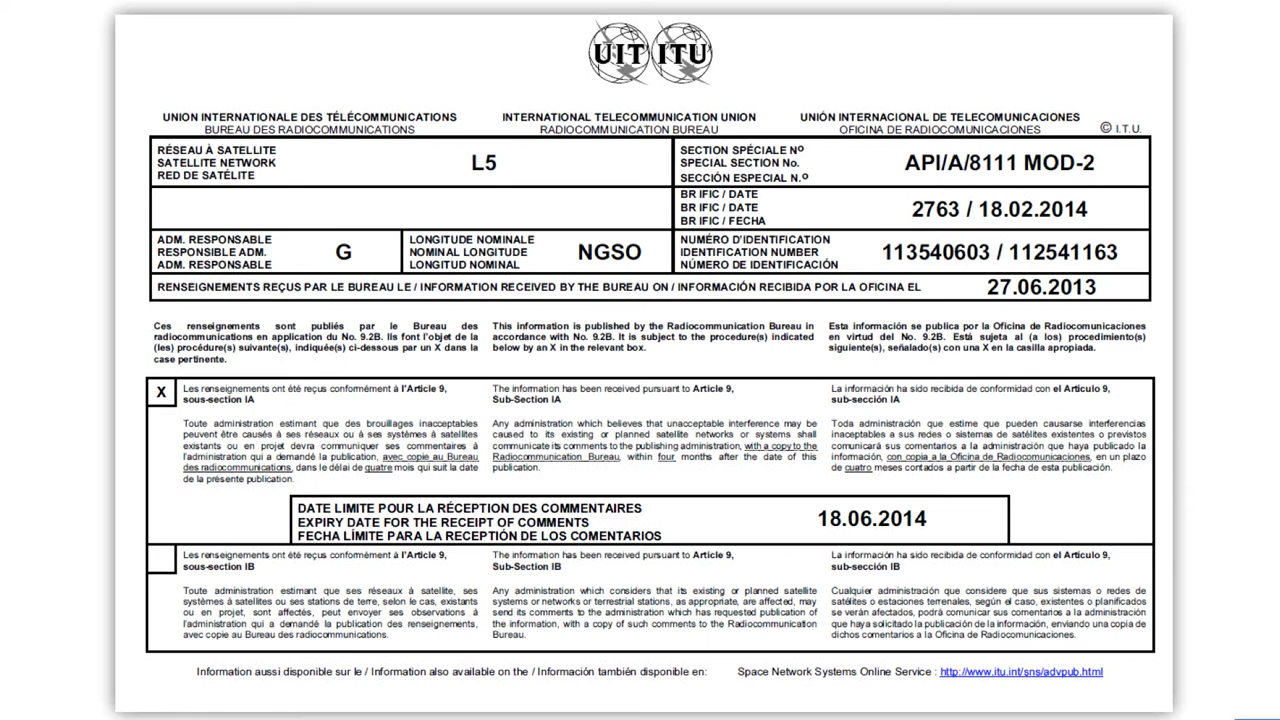 UIT ITU
UNION INTERNATIONALE DES TÉLÉCOMMUNICATIONS
BUREAU DES RADIOCOMMUNICATIONS
INTERNATIONAL TELECOMMUNICATION UNION
RADIOCOMMUNICATION BUREAU
UNIÓN INTERNACIONAL DE TELECOMUNICACIONES
OFICINA DE RADIOCOMUNICACIONES
© I.T.U.
RÉSEAU À SATELLITE
SATELLITE NETWORK
RED DE SATÉLITE
L5
SECTION SPÉCIALE Nº
SPECIAL SECTION No.
SECCIÓN ESPECIAL N.º
API/A/8111 MOD-2
BR IFIC / DATE
BR IFIC / DATE
BR IFIC / FECHA
2763 / 18.02.2014
ADM. RESPONSABLE
RESPONSIBLE ADM.
ADM. RESPONSABLE
G
LONGITUDE NOMINALE
NOMINAL LONGITUDE
LONGITUD NOMINAL
NGSO
NUMÉRO D'IDENTIFICATION
IDENTIFICATION NUMBER
NÚMERO DE IDENTIFICACIÓN
113540603 / 112541163
RENSEIGNEMENTS REÇUS PAR LE BUREAU LE / INFORMATION RECEIVED BY THE BUREAU ON / INFORMACIÓN RECIBIDA POR LA OFICINA EL
27.06.2013
Ces renseignements sont publiés par le Bureau des
radiocommunications en application du No. 9.2B. Ils font l'objet de la
(les) procédure(s) suivante(s), indiquée(s) ci-dessous par un X dans la
case pertinente.
This information is published by the Radiocommunication Bureau in
accordance with No. 9.2B. It is subject to the procedure(s) indicated
below by an X in the relevant box.
Esta información se publica por la Oficina de Radiocomunicaciones
en virtud del No. 9.2B. Está sujeta al (a los) procedimiento(s)
siguiente(s), señalado(s) con una X en la casilla apropiada.
X
Les renseignements ont été reçus conformément à l'Article 9,
sous-section IA
The information has been received pursuant to Article 9,
Sub-Section IA
La información ha sido recibida de conformidad con el Artículo 9,
sub-sección IA
Toute administration estimant que des brouillages inacceptables
peuvent être causés à ses réseaux ou à ses systèmes à satellites
existants ou en projet devra communiquer ses commentaires à
l'administration qui a demandé la publication, avec copie au Bureau
des radiocommunications, dans le délai de quatre mois qui suit la date
de la présente publication.
Any administration which believes that unacceptable interference may be
caused to its existing or planned satellite networks or systems shall
communicate its comments to the publishing administration, with a copy to the
Radiocommunication Bureau, within four months after the date of this
publication.
Toda administración que estime que pueden causarse interferencias
inaceptables a sus redes o sistemas de satélites existentes o previstos
comunicará sus comentarios a la administración que haya publicado la
información, con copia a la Oficina de Radiocomunicaciones, en un plazo
de cuatro meses contados a partir de la fecha de esta publicación.
DATE LIMITE POUR LA RÉCEPTION DES COMMENTAIRES
EXPIRY DATE FOR THE RECEIPT OF COMMENTS
FECHA LÍMITE PARA LA RECEPTIÓN DE LOS COMENTARIOS
18.06.2014
Les renseignements ont été reçus conformément à l'Article 9,
sous-section IB
The information has been received pursuant to Article 9,
Sub-Section IB
La información ha sido recibida de conformidad con el Artículo 9,
sub-sección IB
Toute administration estimant que ses réseaux à satellite, ses
systèmes à satellites ou ses stations de terre, selon le cas, existants
ou en projet, sont affectés, peut envoyer ses observations à
l'administration qui a demandé la publication des renseignements,
avec copie au Bureau des radiocommunications.
Any administration which considers that its existing or planned satellite
systems or networks or terrestrial stations, as appropriate, are affected, may
send its comments to the administration which has requested publication of
the information, with a copy of such comments to the Radiocommunication
Bureau.
Cualquier administración que considere que sus sistemas o redes de
satélites o estaciones terrenales, según el caso, existentes o planificados
se verán afectados, podrá comunicar sus comentarios a la administración
que haya solicitado la publicación de la información, enviando una copia de
dichos comentarios a la Oficina de Radiocomunicaciones.
Information aussi disponible sur le / Information also available on the / Información también disponible en: Space Network Systems Online Service : http://www.itu.int/sns/advpub.html